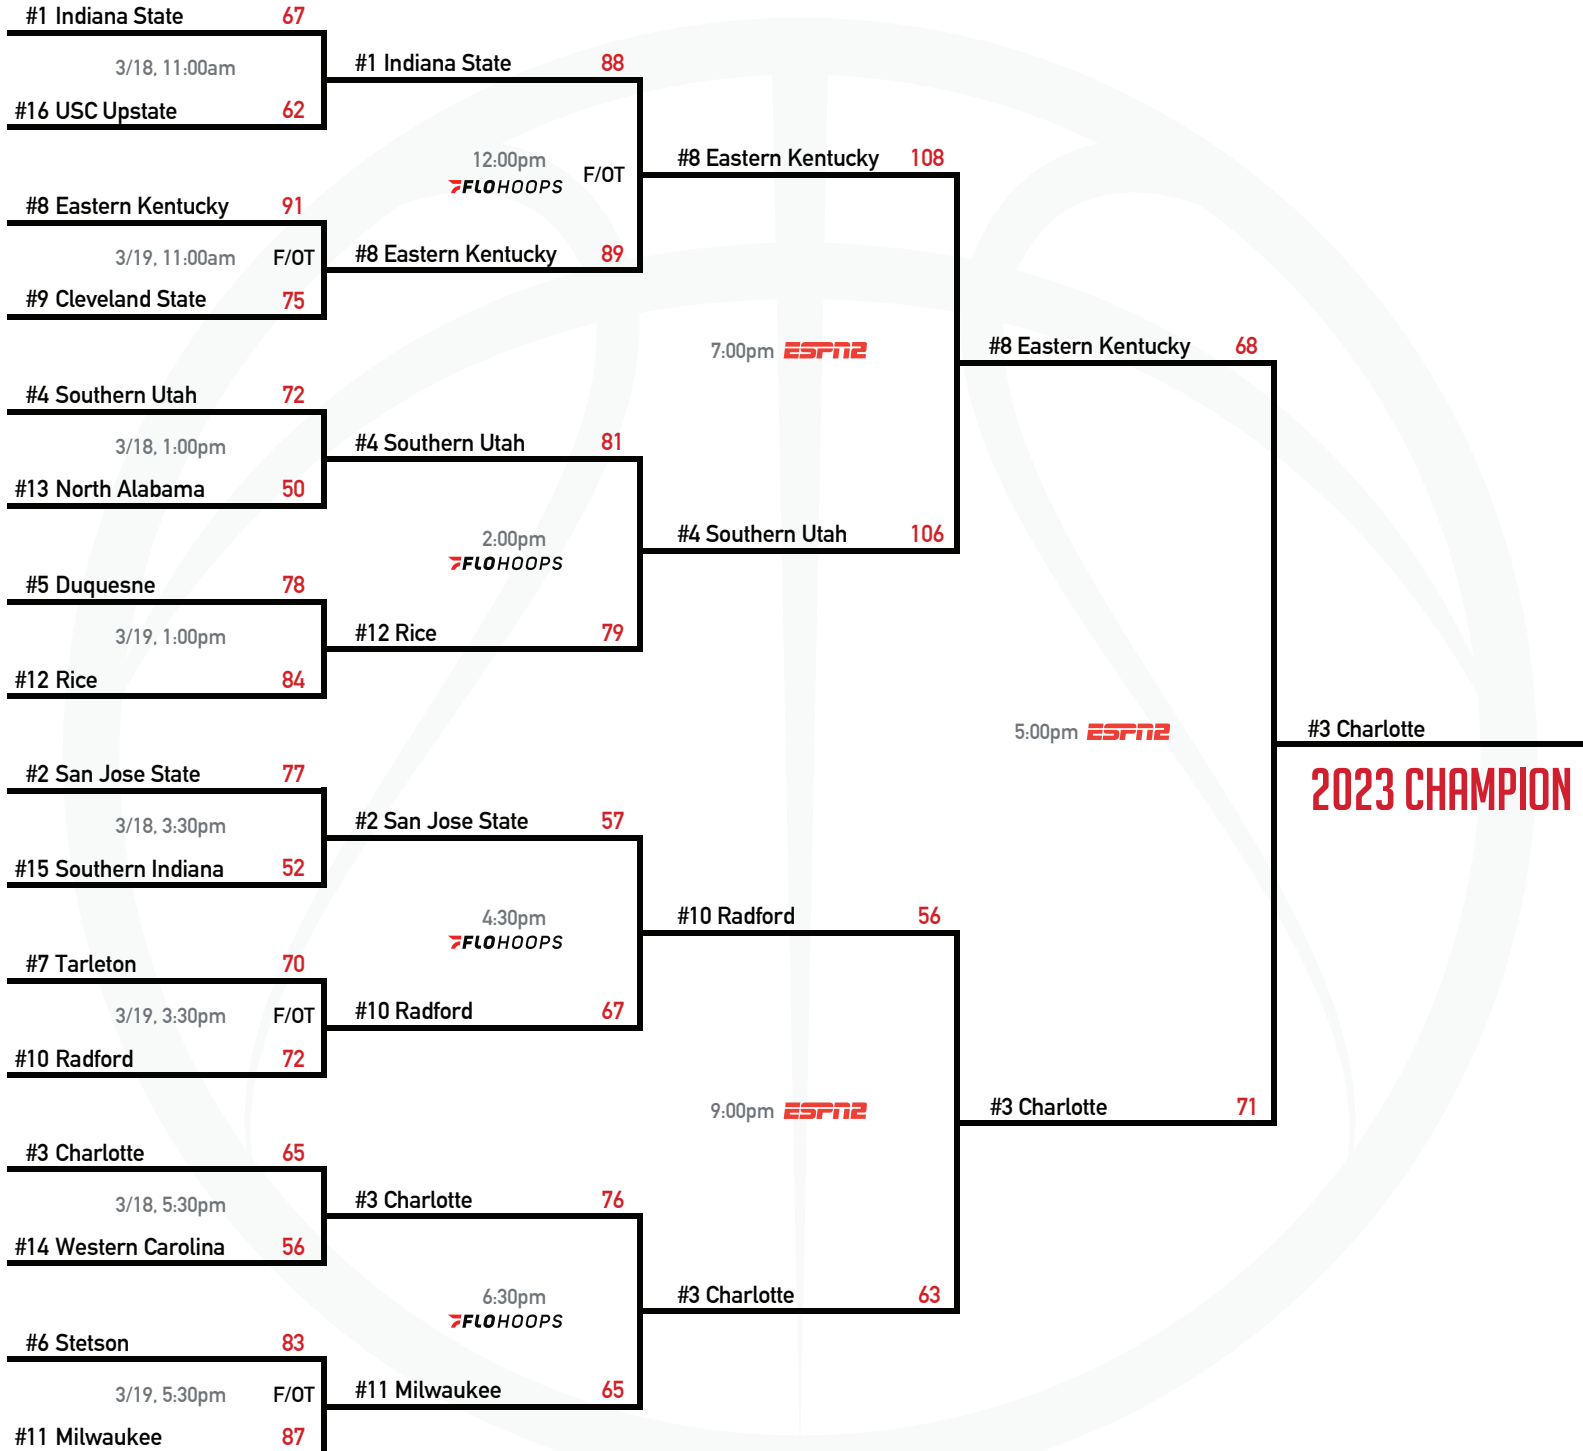 #1 Indiana State 67
3/18, 11:00am
#16 USC Upstate 62
#8 Eastern Kentucky 91
3/19, 11:00am F/OT
#9 Cleveland State 75
#4 Southern Utah 72
3/18, 1:00pm
#13 North Alabama 50
#5 Duquesne 78
3/19, 1:00pm
#12 Rice 84
#2 San Jose State 77
3/18, 3:30pm
#15 Southern Indiana 52
#7 Tarleton 70
3/19, 3:30pm F/OT
#10 Radford 72
#3 Charlotte 65
3/18, 5:30pm
#14 Western Carolina 56
#6 Stetson 83
3/19, 5:30pm F/OT
#11 Milwaukee 87
#1 Indiana State 88
12:00pm
FLOHOOPS F/OT
#8 Eastern Kentucky 89
#4 Southern Utah 81
2:00pm
FLOHOOPS
#12 Rice 79
#2 San Jose State 57
4:30pm
FLOHOOPS
#10 Radford 67
#3 Charlotte 76
6:30pm
FLOHOOPS
#11 Milwaukee 65
#8 Eastern Kentucky 108
7:00pm ESPN2
#4 Southern Utah 106
#10 Radford 56
9:00pm ESPN2
#3 Charlotte 63
#8 Eastern Kentucky 68
5:00pm ESPN2
#3 Charlotte 71
#3 Charlotte
2023 CHAMPION